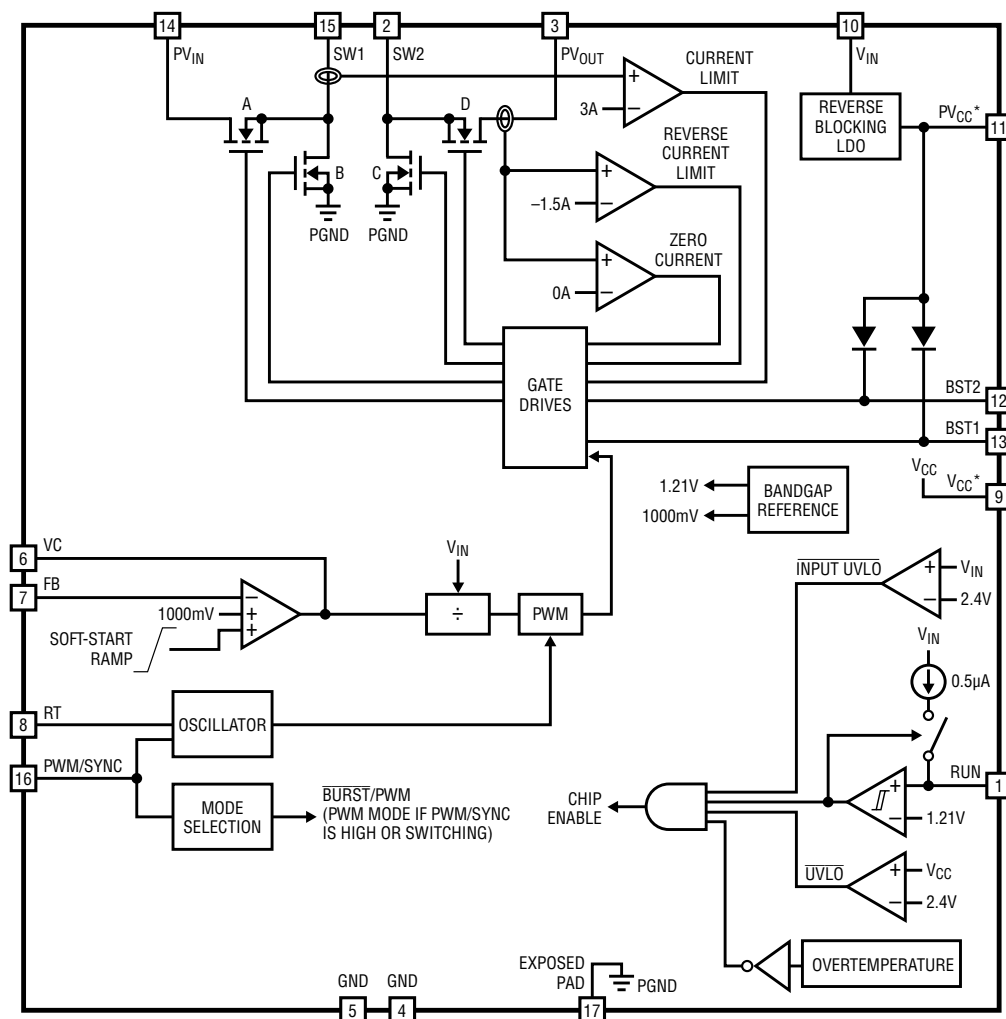 14
15
2
3
10
PVIN
SW1
SW2
PVOUT
VIN
CURRENT
LIMIT
+
3A
–
REVERSE
BLOCKING
LDO
PVCC*
11
A
D
B
C
PGND
PGND
REVERSE
CURRENT
LIMIT
+
–1.5A
–
ZERO
CURRENT
+
0A
–
GATE
DRIVES
BST2
12
BST1
13
VCC
VCC*
9
1.21V
1000mV
BANDGAP
REFERENCE
6
VC
7
FB
1000mV
SOFT-START
RAMP
–
+
+
VIN
÷
PWM
INPUT UVLO
+
VIN
–
2.4V
VIN
0.5µA
8
RT
OSCILLATOR
16
PWM/SYNC
MODE
SELECTION
BURST/PWM
(PWM MODE IF PWM/SYNC
IS HIGH OR SWITCHING)
CHIP
ENABLE
RUN
1
+
–
1.21V
UVLO
+
VCC
–
2.4V
OVERTEMPERATURE
GND
5
GND
4
EXPOSED
PAD
17
PGND